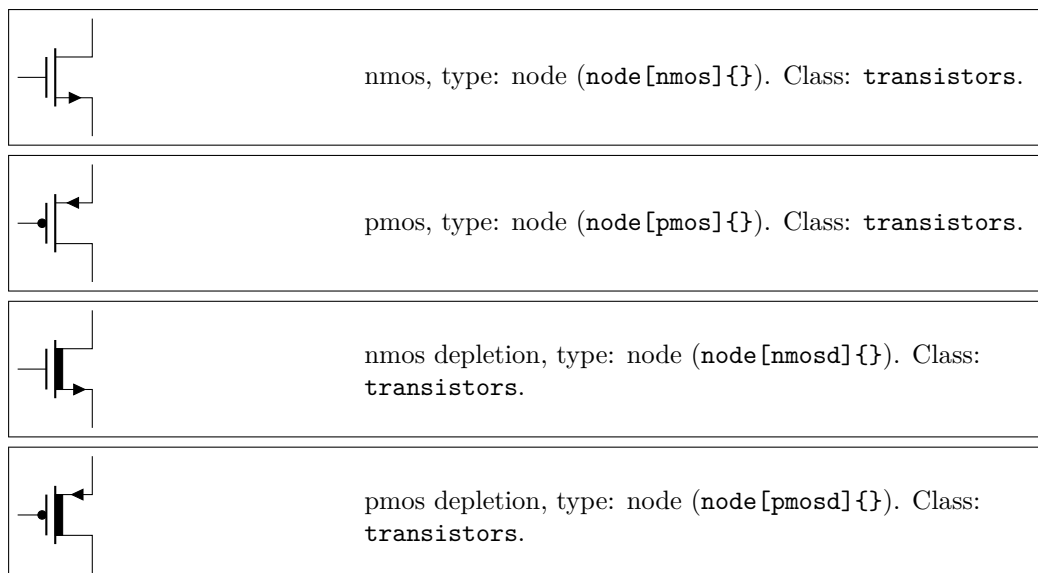 nmos, type: node (node[nmos]{}). Class: transistors.
pmos, type: node (node[pmos]{}). Class: transistors.
nmos depletion, type: node (node[nmosd]{}). Class:
transistors.
pmos depletion, type: node (node[pmosd]{}). Class:
transistors.